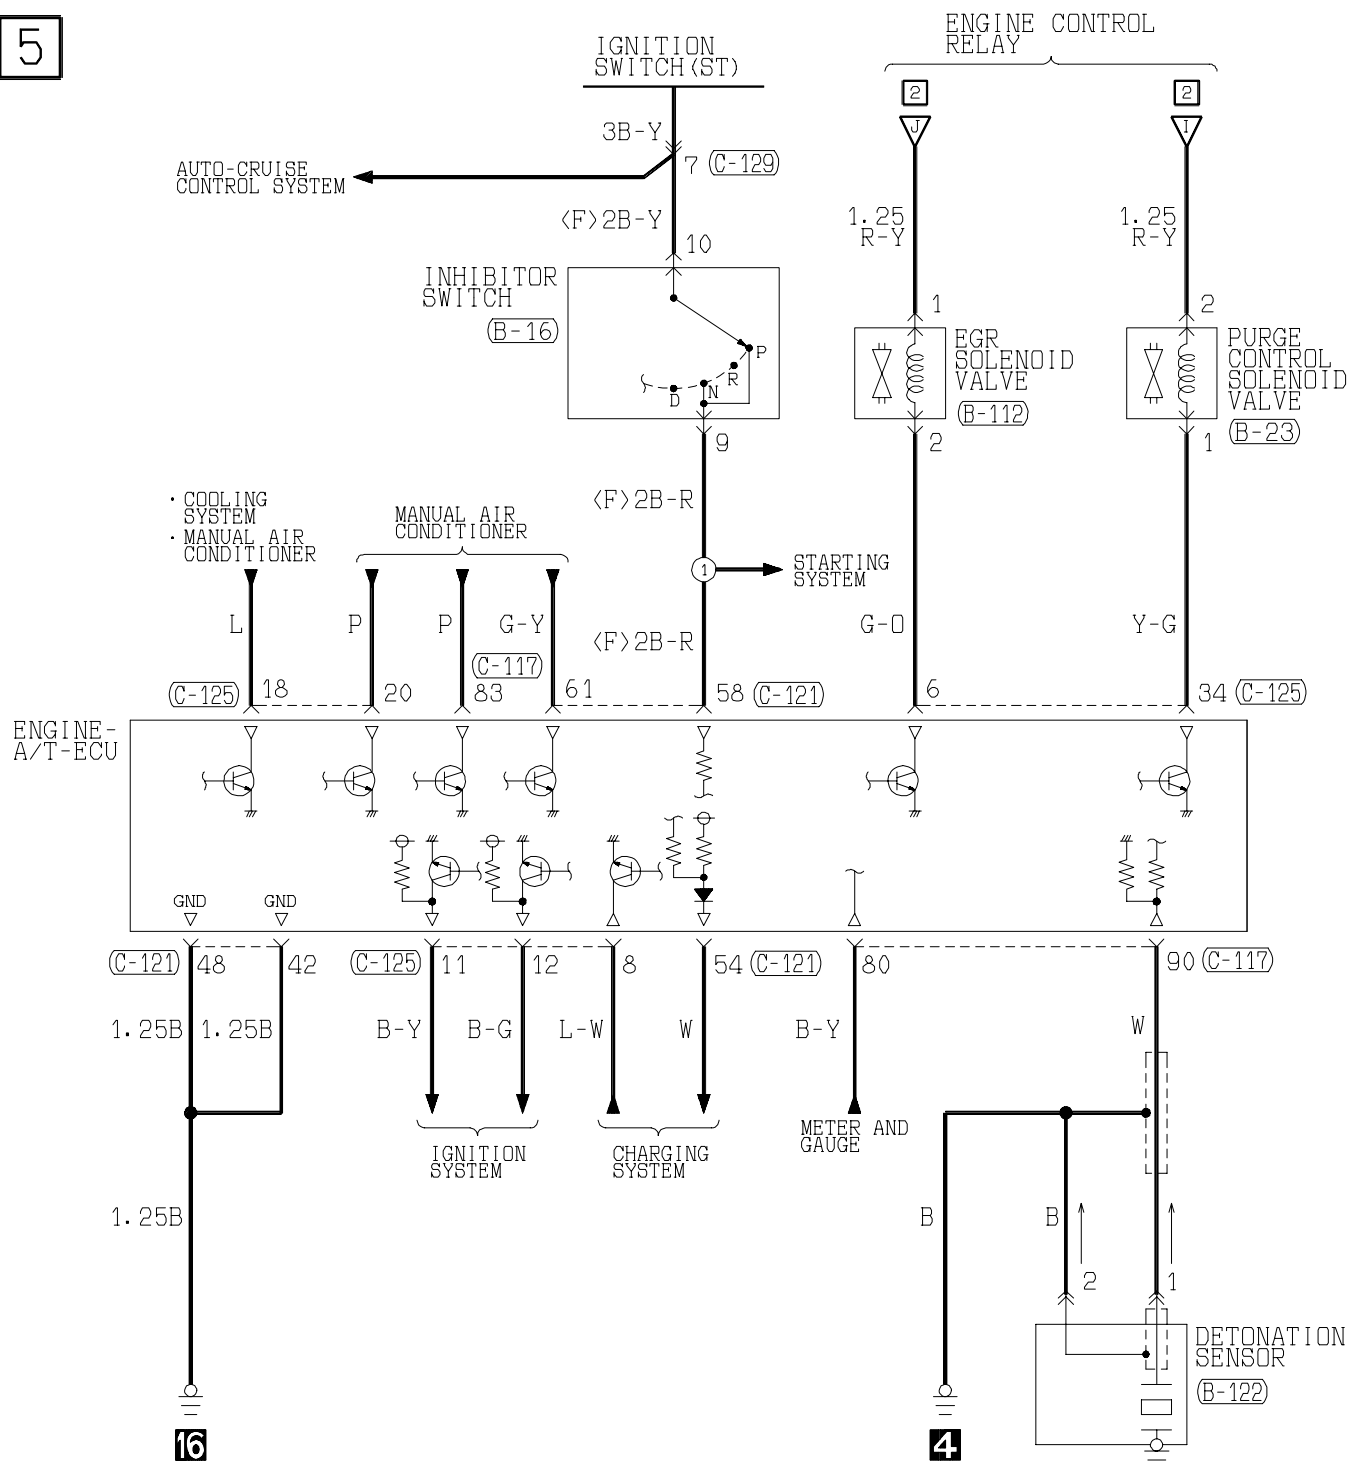 5
IGNITION
SWITCH(ST)
ENGINE CONTROL
RELAY
2
2
J
I
3B-Y
7 (C-129)
AUTO-CRUISE
CONTROL SYSTEM
<F>2B-Y
10
1.25
R-Y
1.25
R-Y
INHIBITOR
SWITCH
(B-16)
P
R
N
D
9
1
EGR
SOLENOID
VALVE
(B-112)
2
2
PURGE
CONTROL
SOLENOID
VALVE
(B-23)
1
· COOLING
SYSTEM
· MANUAL AIR
CONDITIONER
MANUAL AIR
CONDITIONER
<F>2B-R
1
STARTING
SYSTEM
L
P
P
G-Y
<F>2B-R
G-O
Y-G
(C-125) 18
20
83
(C-117)
61
58 (C-121)
6
34 (C-125)
ENGINE-
A/T-ECU
GND
GND
(C-121) 48
42
(C-125) 11
12
8
54 (C-121)
80
90 (C-117)
1.25B
1.25B
B-Y
B-G
L-W
W
B-Y
W
IGNITION
SYSTEM
CHARGING
SYSTEM
METER AND
GAUGE
1.25B
B
B
2
1
DETONATION
SENSOR
(B-122)
16
4